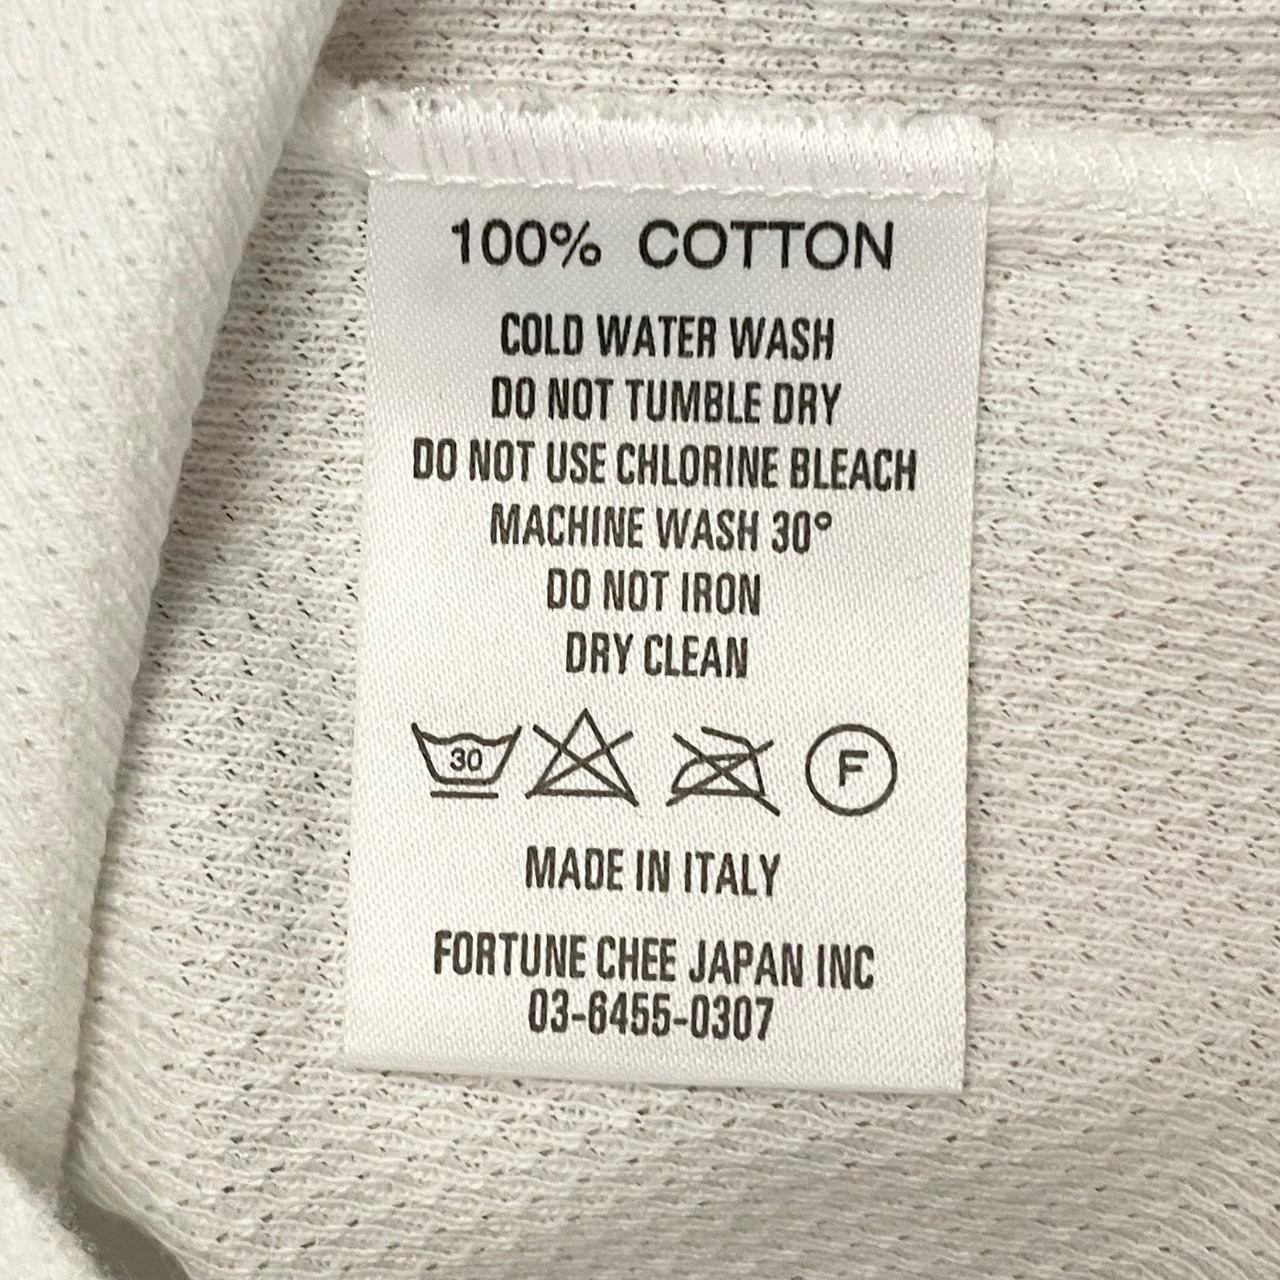 100% COTTON
COLD WATER WASH
DO NOT TUMBLE DRY
DO NOT USE CHLORINE BLEACH
MACHINE WASH 30°
DO NOT IRON
DRY CLEAN
30 F
MADE IN ITALY
FORTUNE CHEE JAPAN INC
03-6455-0307